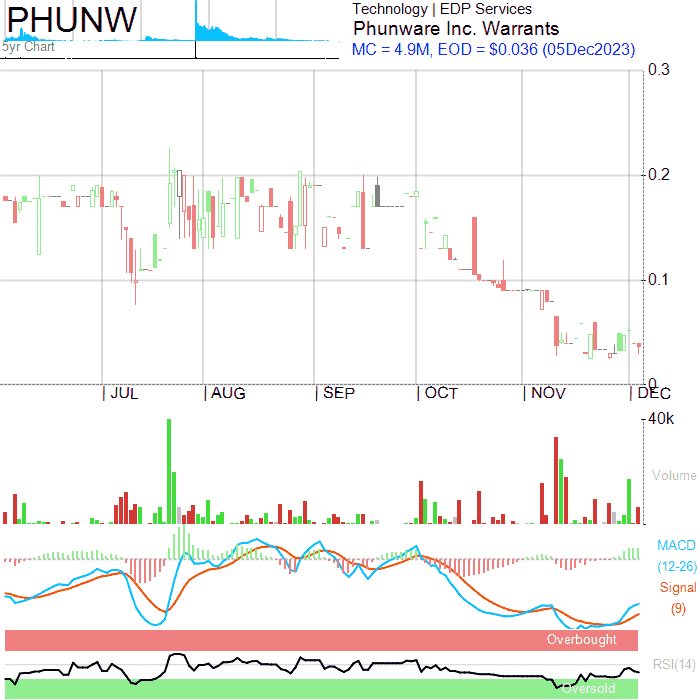 PHUNW
5yr Chart
Technology | EDP Services
Phunware Inc. Warrants
MC = 4.9M, EOD = $0.036 (05Dec2023)
0.3
0.2
0.1
0
JUL AUG SEP OCT NOV DEC
40k
Volume
MACD
(12-26)
Signal
(9)
Overbought
RSI(14)
Oversold